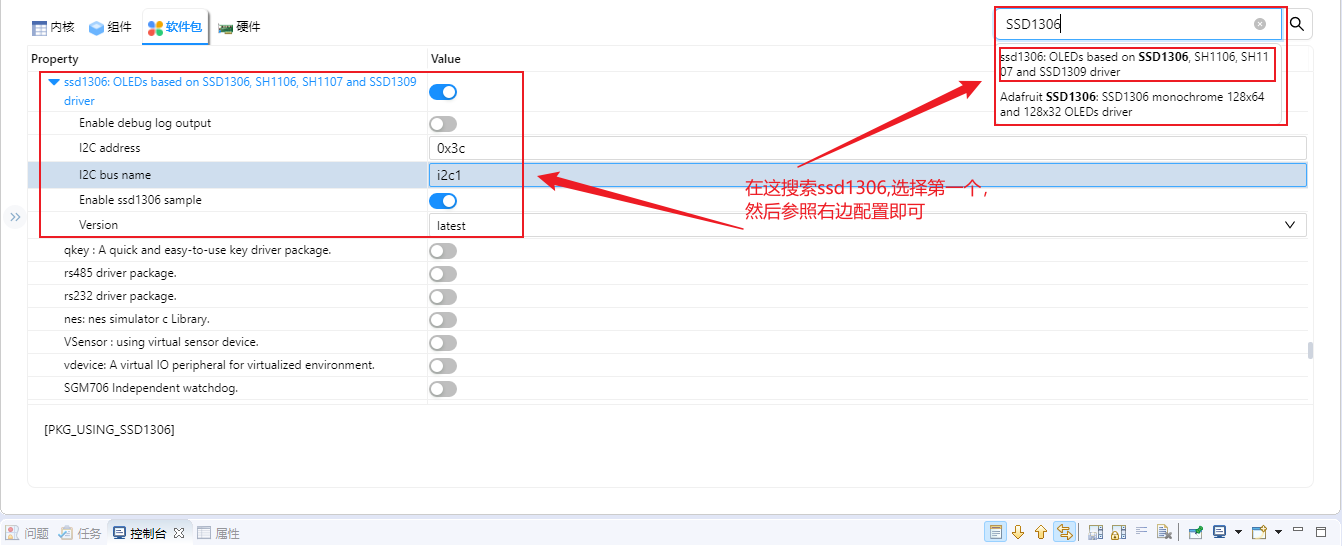 内核 组件 软件包 硬件
SSD1306
ssd1306: OLEDs based on SSD1306, SH1106, SH11
07 and SSD1309 driver
Adafruit SSD1306: SSD1306 monochrome 128x64
and 128x32 OLEDs driver
Property Value
ssd1306: OLEDs based on SSD1306, SH1106, SH1107 and SSD1309
driver
Enable debug log output
I2C address 0x3c
I2C bus name i2c1
Enable ssd1306 sample
Version latest
在这搜索ssd1306,选择第一个，
然后参照右边配置即可
qkey : A quick and easy-to-use key driver package.
rs485 driver package.
rs232 driver package.
nes: nes simulator c Library.
VSensor : using virtual sensor device.
vdevice: A virtual IO peripheral for virtualized environment.
SGM706 Independent watchdog.
[PKG_USING_SSD1306]
问题 任务 控制台 属性